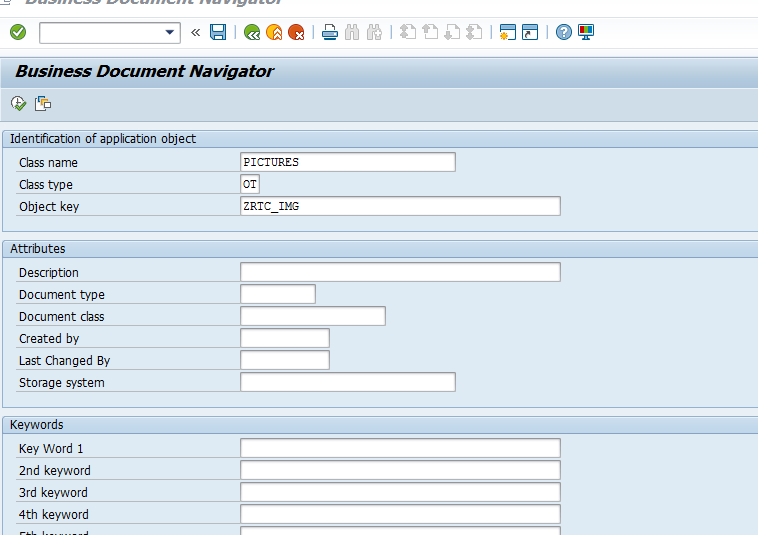 Business Document Navigator
Business Document Navigator
Identification of application object
Class name PICTURES
Class type OT
Object key ZRTC_IMG
Attributes
Description
Document type
Document class
Created by
Last Changed By
Storage system
Keywords
Key Word 1
2nd keyword
3rd keyword
4th keyword
5th keyword